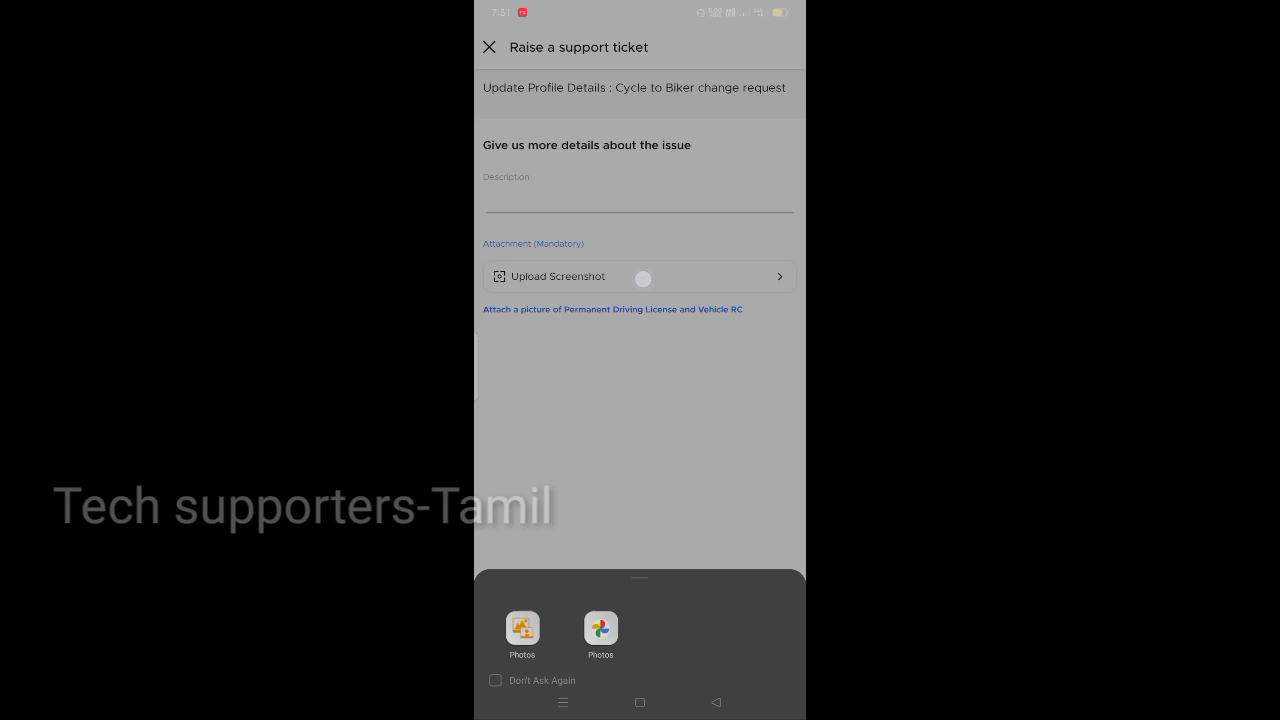 7:51
Raise a support ticket
Update Profile Details : Cycle to Biker change request
Give us more details about the issue
Description
Attachment (Mandatory)
Upload Screenshot
Attach a picture of Permanent Driving License and Vehicle RC
Tech supporters-Tamil
Photos Photos
Don't Ask Again